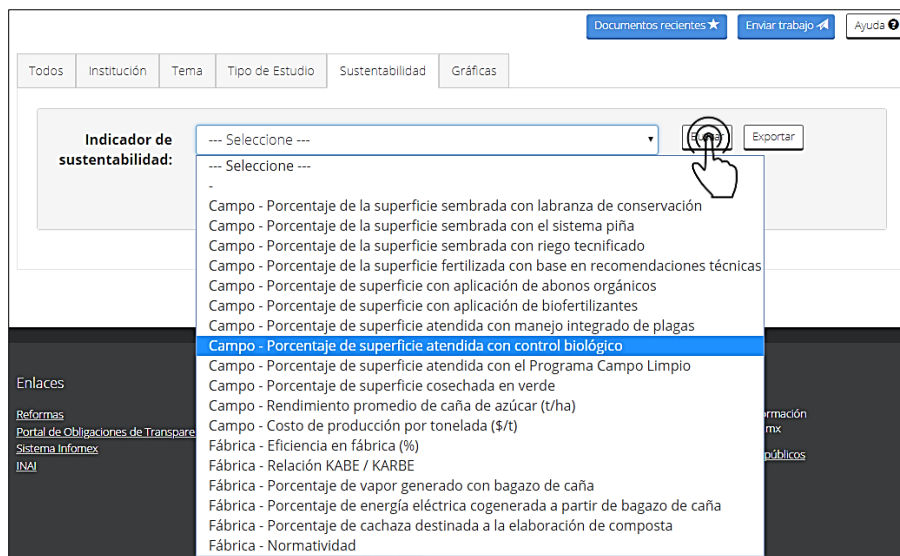 Documentos recientes
Enviar trabajo
Ayuda
Todos
Institución
Tema
Tipo de Estudio
Sustentabilidad
Gráficas
Indicador de
sustentabilidad:
--- Seleccione ---
Exportar
--- Seleccione ---
-
Campo - Porcentaje de la superficie sembrada con labranza de conservación
Campo - Porcentaje de la superficie sembrada con el sistema piña
Campo - Porcentaje de la superficie sembrada con riego tecnificado
Campo - Porcentaje de la superficie fertilizada con base en recomendaciones técnicas
Campo - Porcentaje de superficie con aplicación de abonos orgánicos
Campo - Porcentaje de superficie con aplicación de biofertilizantes
Campo - Porcentaje de superficie atendida con manejo integrado de plagas
Campo - Porcentaje de superficie atendida con control biológico
Campo - Porcentaje de superficie atendida con el Programa Campo Limpio
Campo - Porcentaje de superficie cosechada en verde
Campo - Rendimiento promedio de caña de azúcar (t/ha)
Campo - Costo de producción por tonelada ($/t)
Fábrica - Eficiencia en fábrica (%)
Fábrica - Relación KABE / KARBE
Fábrica - Porcentaje de vapor generado con bagazo de caña
Fábrica - Porcentaje de energía eléctrica cogenerada a partir de bagazo de caña
Fábrica - Porcentaje de cachaza destinada a la elaboración de composta
Fábrica - Normatividad
Enlaces
Reformas
Portal de Obligaciones de Transpare
Sistema Infomex
INAI
rmación
mx
públicos